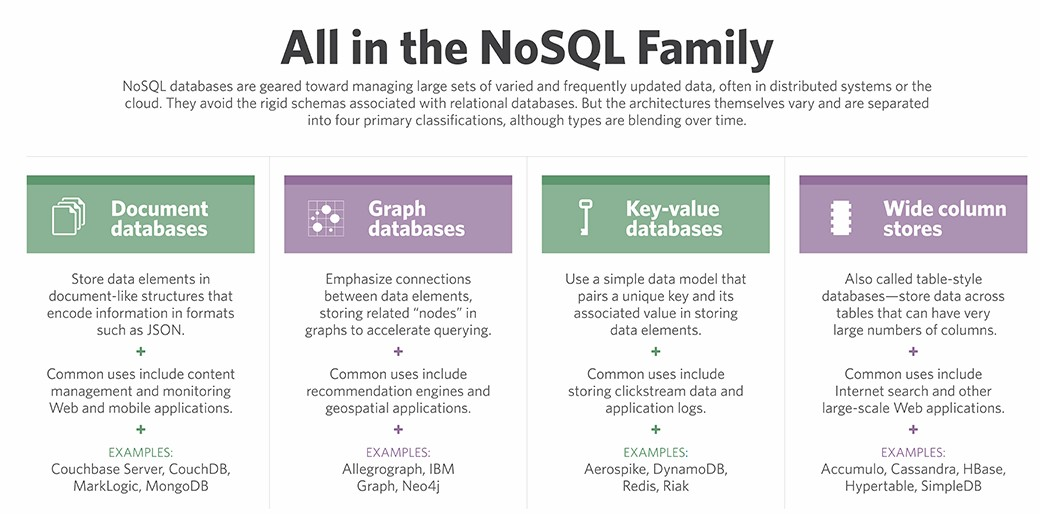 All in the NoSQL Family
NoSQL databases are geared toward managing large sets of varied and frequently updated data, often in distributed systems or the
cloud. They avoid the rigid schemas associated with relational databases. But the architectures themselves vary and are separated
into four primary classifications, although types are blending over time.
Document
databases
Store data elements in
document-like structures that
encode information in formats
such as JSON.
+
Common uses include content
management and monitoring
Web and mobile applications.
+
EXAMPLES:
Couchbase Server, CouchDB,
MarkLogic, MongoDB
Graph
databases
Emphasize connections
between data elements,
storing related “nodes” in
graphs to accelerate querying.
+
Common uses include
recommendation engines and
geospatial applications.
+
EXAMPLES:
Allegrograph, IBM
Graph, Neo4j
Key-value
databases
Use a simple data model that
pairs a unique key and its
associated value in storing
data elements.
+
Common uses include
storing clickstream data and
application logs.
+
EXAMPLES:
Aerospike, DynamoDB,
Redis, Riak
Wide column
stores
Also called table-style
databases—store data across
tables that can have very
large numbers of columns.
+
Common uses include
Internet search and other
large-scale Web applications.
+
EXAMPLES:
Accumulo, Cassandra, HBase,
Hypertable, SimpleDB